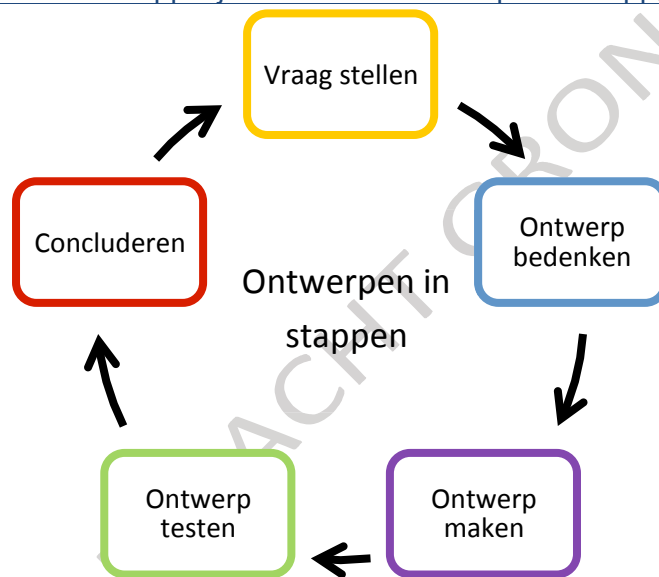 Vraag stellen
Ontwerp
bedenken
Ontwerp
maken
Ontwerp
testen
Concluderen
Ontwerpen in
stappen